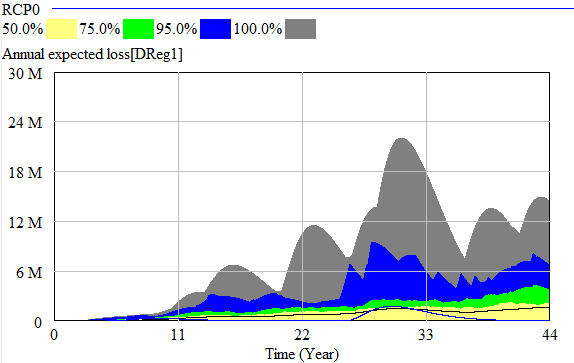 RCP0
50.0% 75.0% 95.0% 100.0%
Annual expected loss[DReg1]
30 M
24 M
18 M
12 M
6 M
0
0 11 22 33 44
Time (Year)